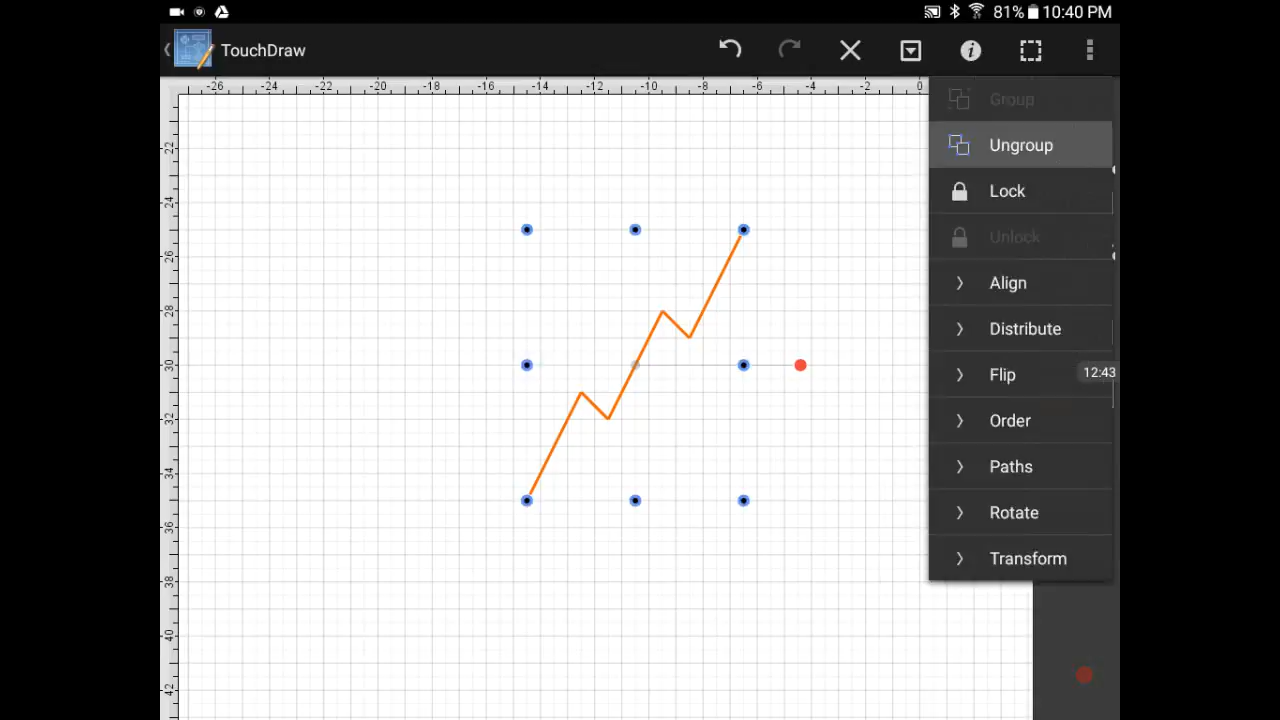 81% 10:40 PM
TouchDraw
-26 -22 -20 -18 -16 -14 -12 -10 -8 -6 -4 -2 0
22
24
26
28
30
32
34
36
38
40
42
Group
Ungroup
Lock
Unlock
Align
Distribute
Flip
12:43
Order
Paths
Rotate
Transform